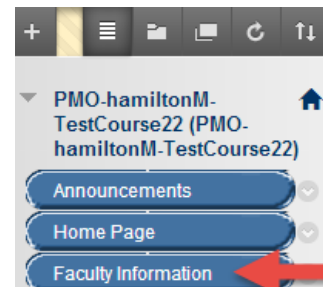 PMO-hamiltonM-
TestCourse22 (PMO-
hamiltonM-TestCourse22)
Announcements
Home Page
Faculty Information